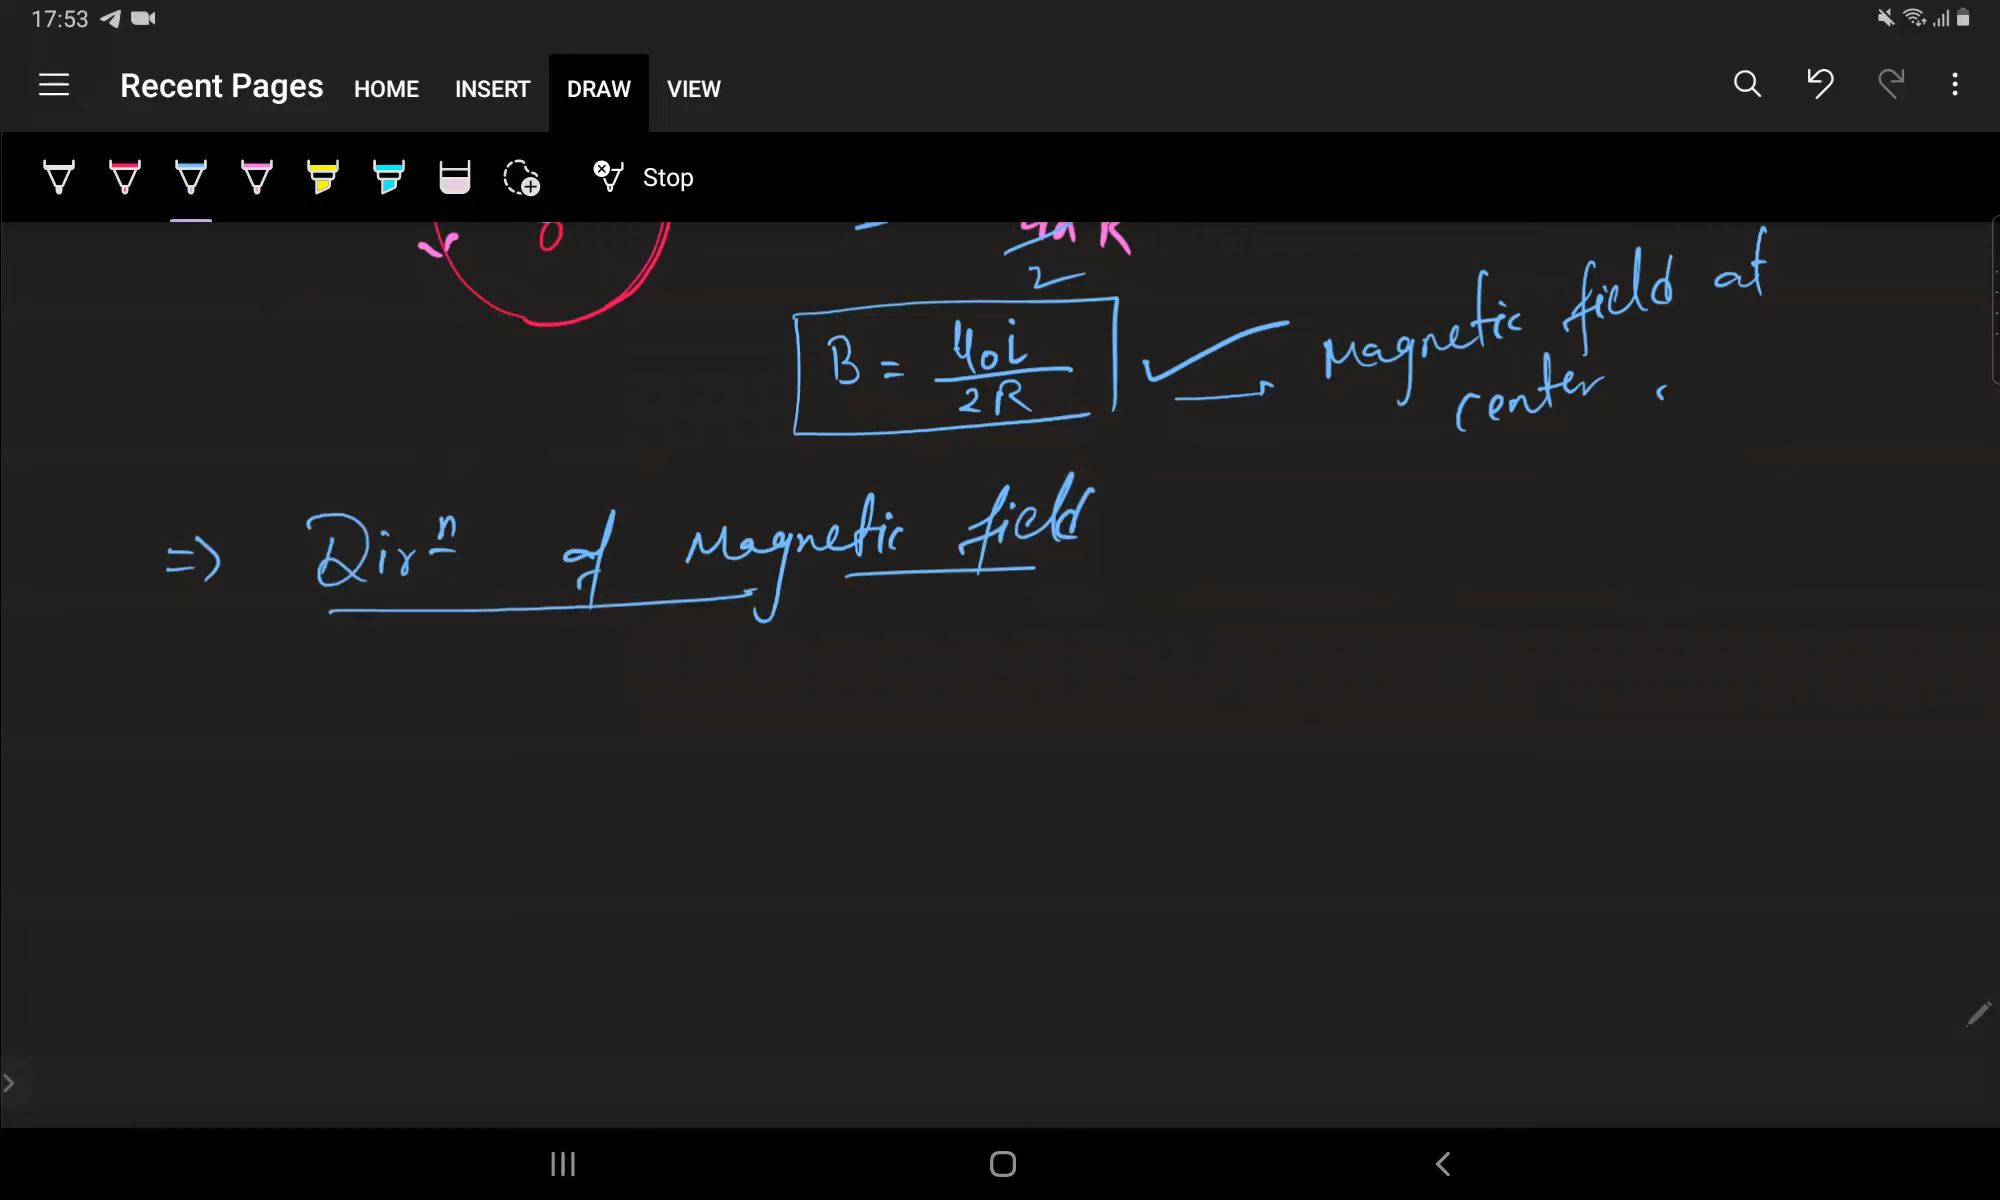 17:53
Recent Pages HOME INSERT DRAW VIEW
Stop
O
=
R
2
B = μ0i / 2R
Magnetic field at
center
=> Dirⁿ of Magnetic field